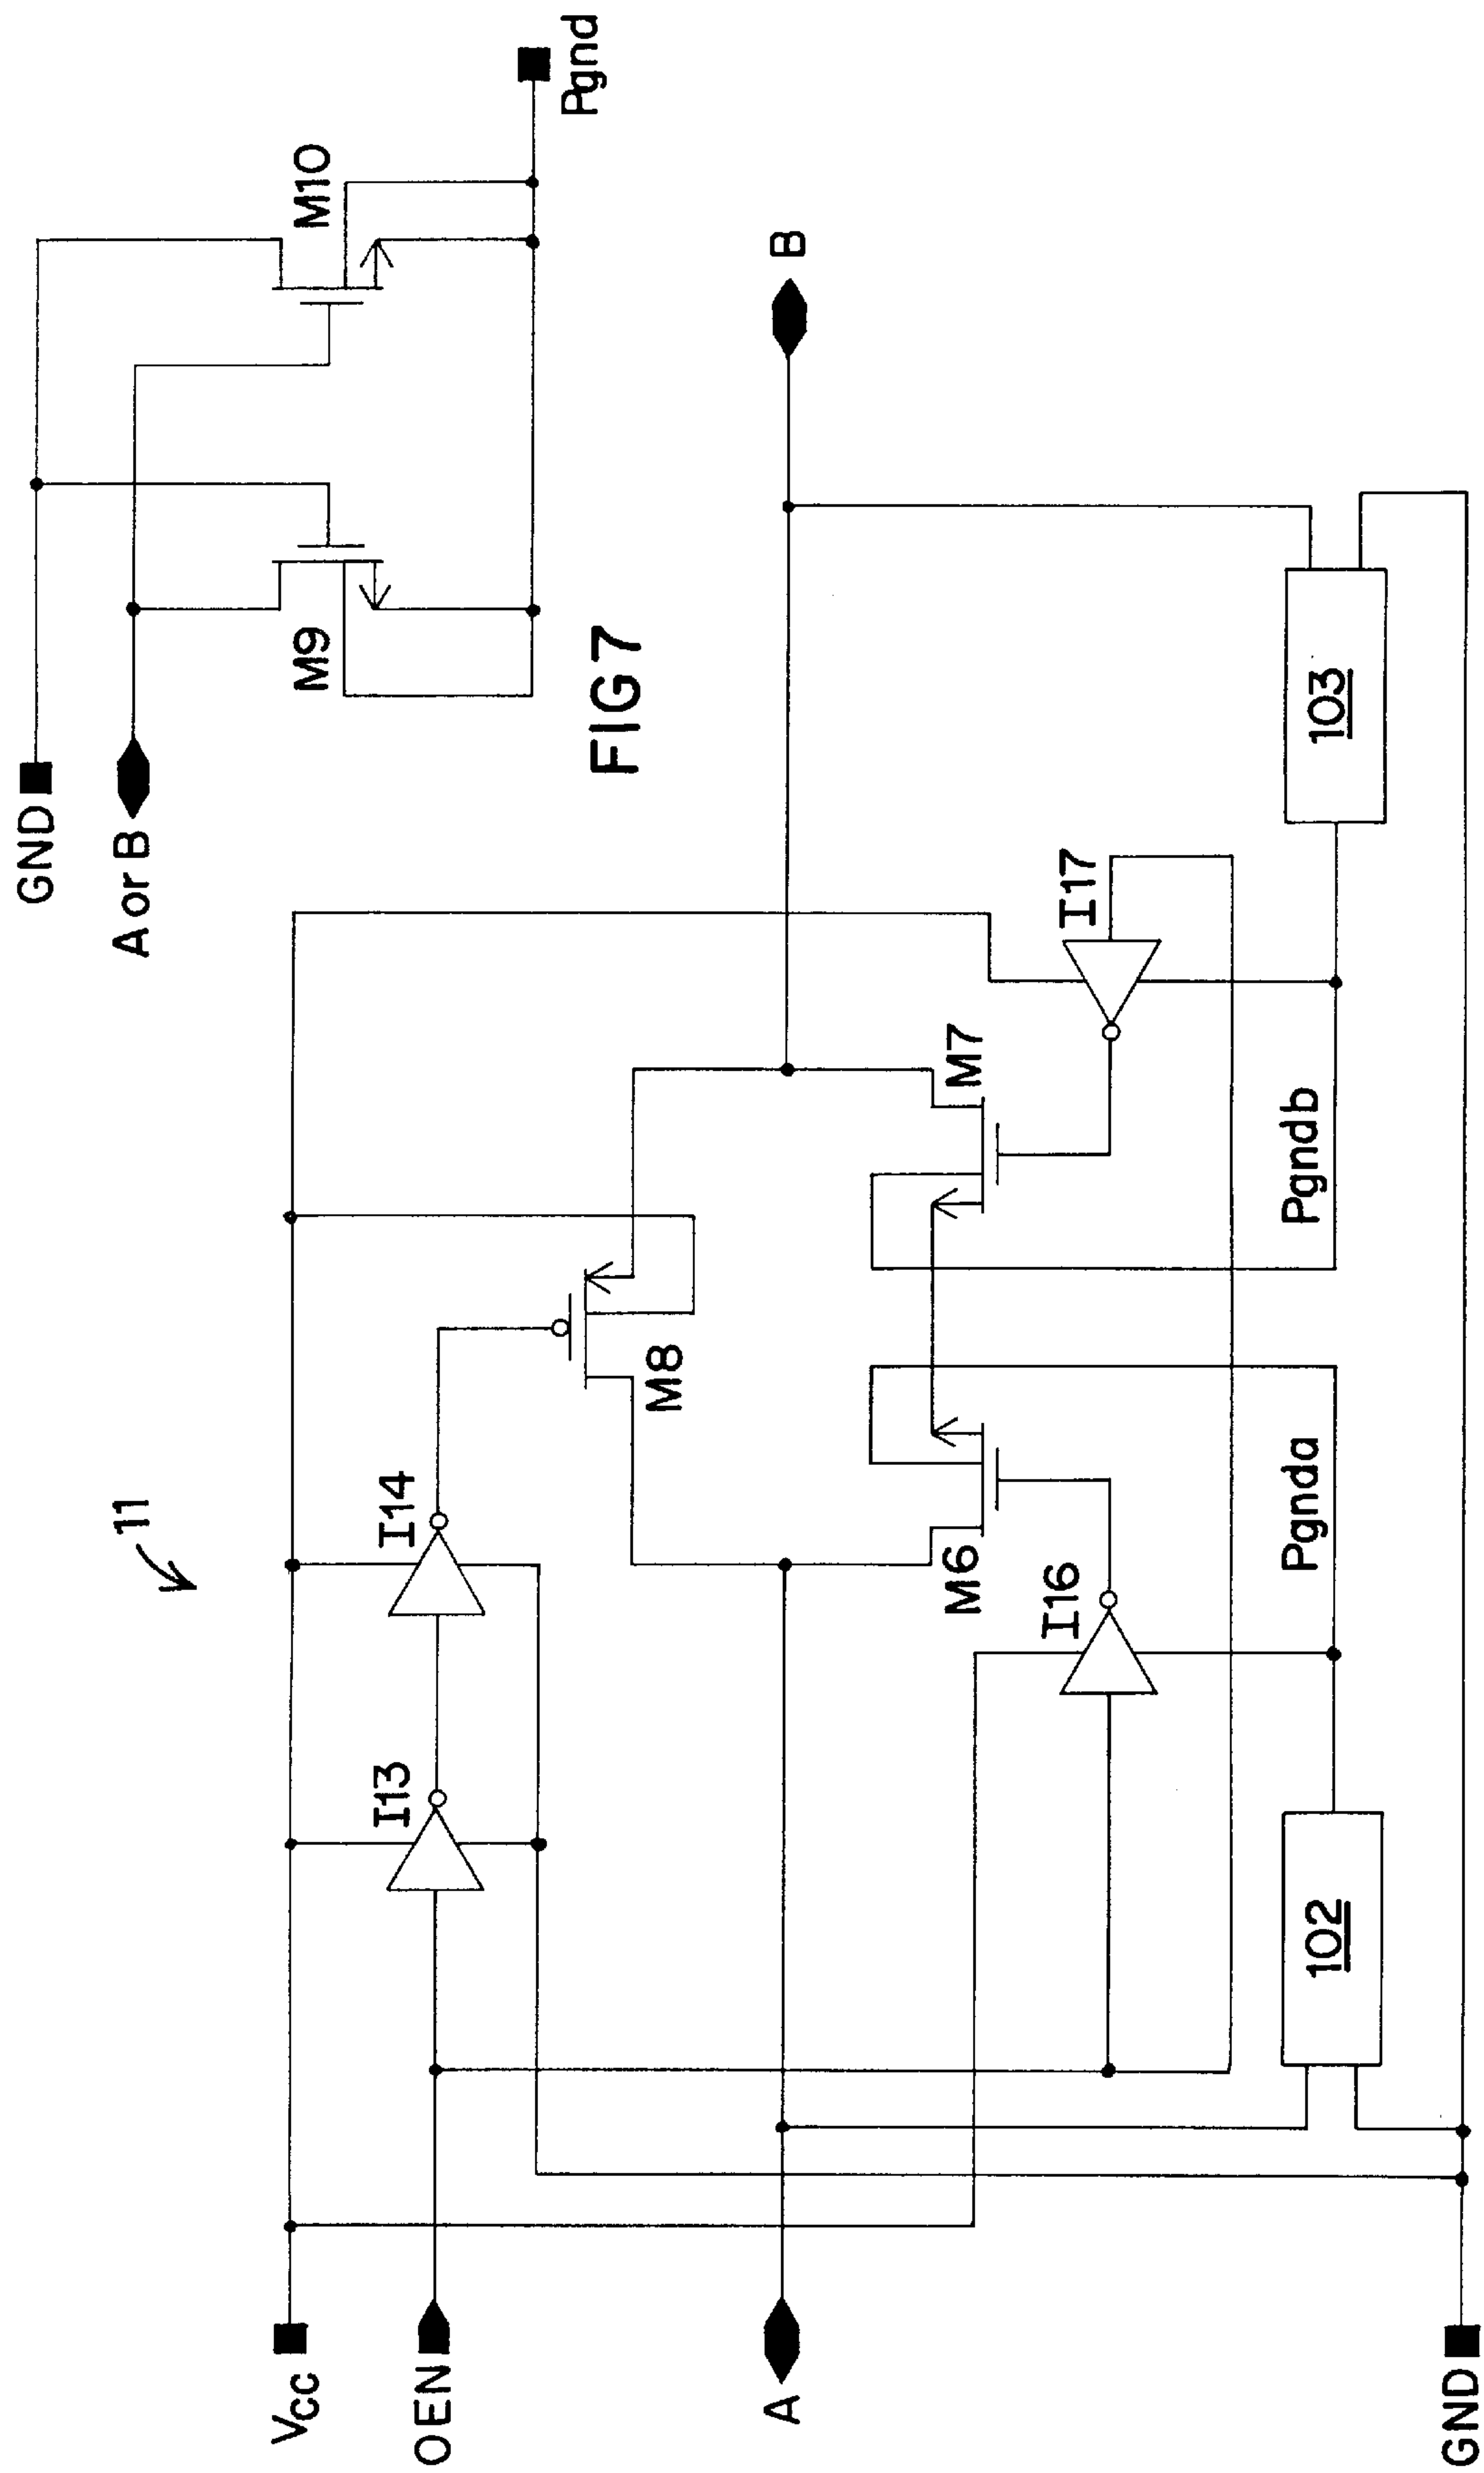 GND
A or B
M9
M10
Pgnd
FIG 7
11
Vcc
I13
I14
OEN
M8
A
B
M6
M7
I16
I17
Pgnda
Pgndb
102
103
GND